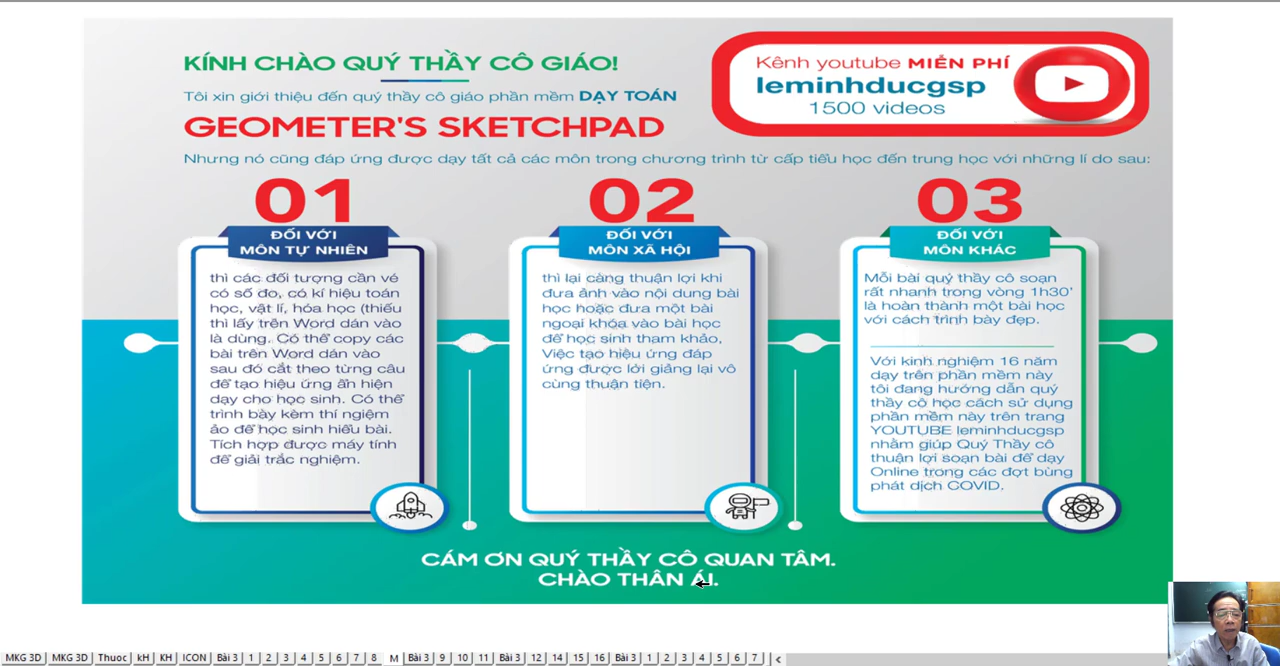 KÍNH CHÀO QUÝ THẦY CÔ GIÁO!
Tôi xin giới thiệu đến quý thầy cô giáo phần mềm DẠY TOÁN
GEOMETER'S SKETCHPAD
Kênh youtube MIỄN PHÍ
leminhducgsp
1500 videos
Nhưng nó cũng đáp ứng được dạy tất cả các môn trong chương trình từ cấp tiểu học đến trung học với những lí do sau:
01
ĐỐI VỚI
MÔN TỰ NHIÊN
thì các đối tượng cần vẽ
có số đo, có kí hiệu toán
học, vật lí, hóa học (thiếu
thì lấy trên Word dán vào
là dùng. Có thể copy các
bài trên Word dán vào
sau đó cắt theo từng câu
để tạo hiệu ứng ẩn hiện
dạy cho học sinh. Có thể
trình bày kèm thí ngiệm
ảo để học sinh hiểu bài.
Tích hợp được máy tính
để giải trắc nghiệm.
02
ĐỐI VỚI
MÔN XÃ HỘI
thì lại càng thuận lợi khi
đưa ảnh vào nội dung bài
học hoặc đưa một bài
ngoại khóa vào bài học
để học sinh tham khảo,
Việc tạo hiệu ứng đáp
ứng được lời giảng lại vô
cùng thuận tiện.
03
ĐỐI VỚI
MÔN KHÁC
Mỗi bài quý thầy cô soạn
rất nhanh trong vòng 1h30'
là hoàn thành một bài học
với cách trình bày đẹp.
Với kinh nghiệm 16 năm
dạy trên phần mềm này
tôi đang hướng dẫn quý
thầy cô học cách sử dụng
phần mềm này trên trang
YOUTUBE leminhducgsp
nhằm giúp Quý Thầy cô
thuận lợi soạn bài để dạy
Online trong các đợt bùng
phát dịch COVID.
CÁM ƠN QUÝ THẦY CÔ QUAN TÂM.
CHÀO THÂN ÁI.
MKG 3D MKG 3D Thuoc kH KH ICON Bài 3 1 2 3 4 5 6 7 8 M Bài 3 9 10 11 Bài 3 12 14 15 16 Bài 3 1 2 3 4 5 6 7